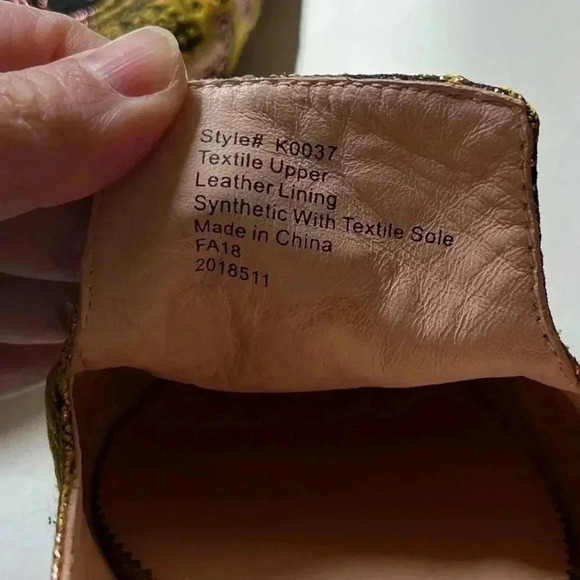 Style# K0037
Textile Upper
Leather Lining
Synthetic With Textile Sole
Made in China
FA18
2018511